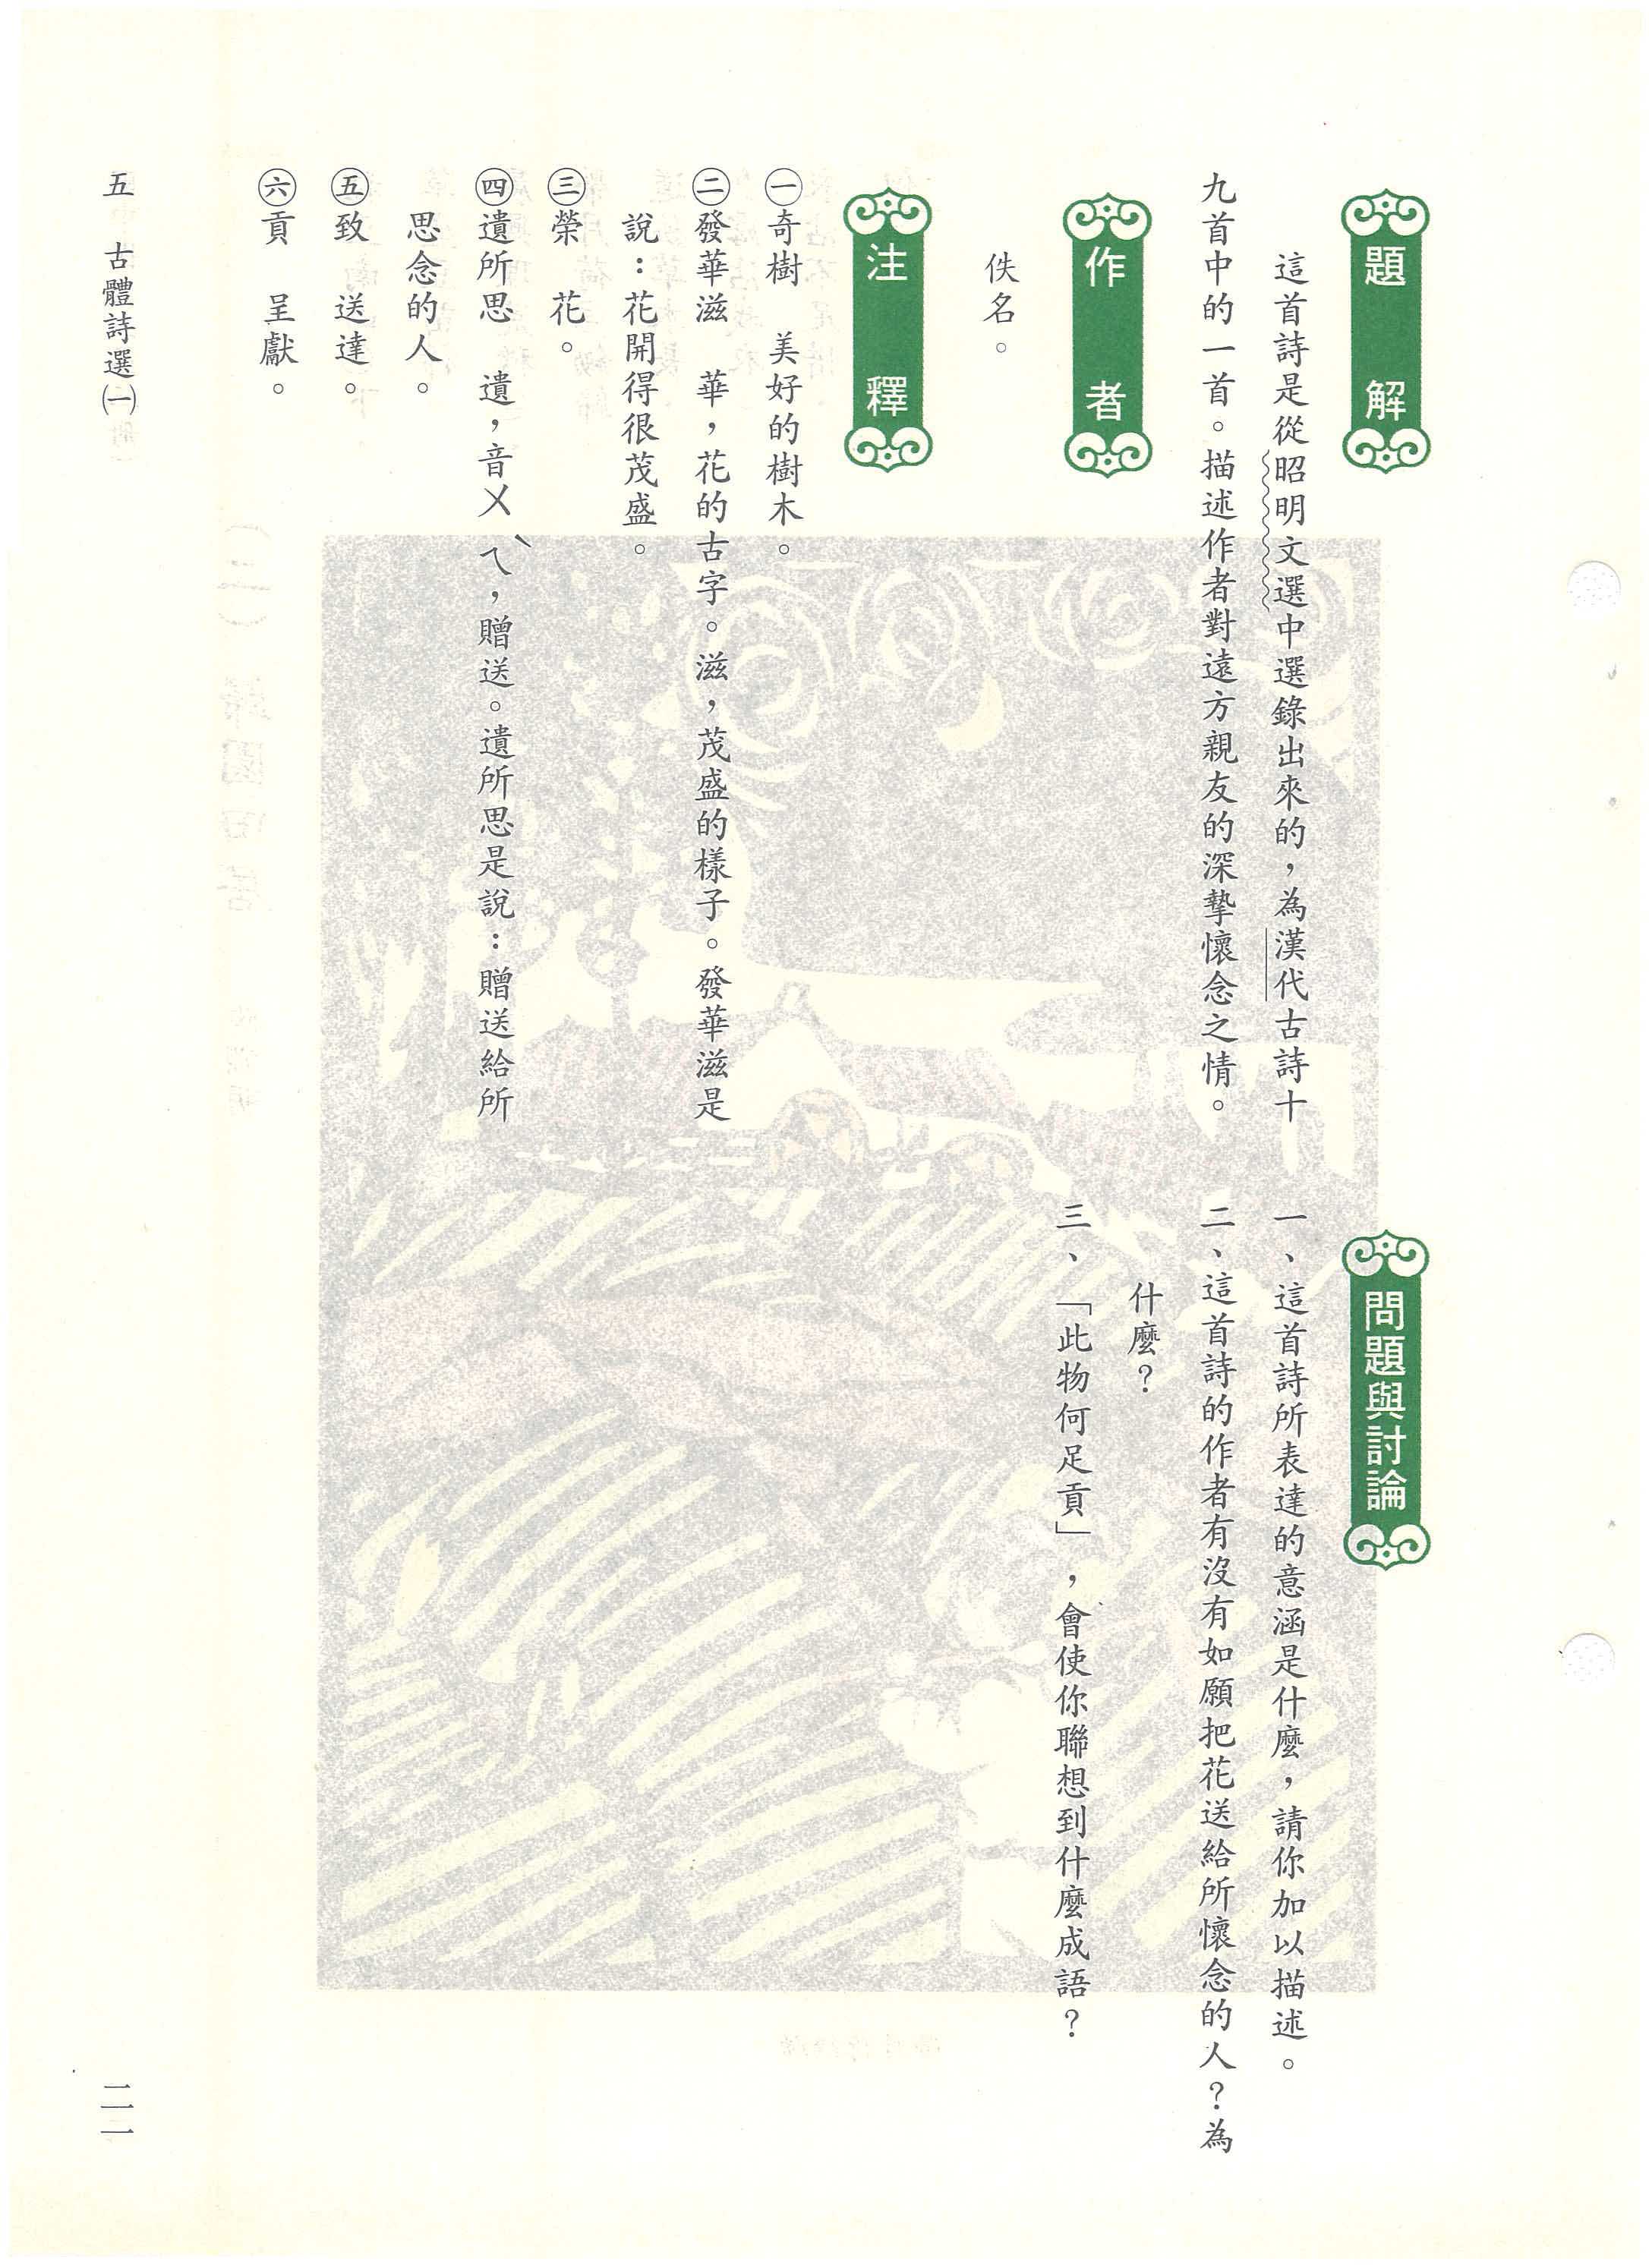 題解
這首詩是從昭明文選中選錄出來的，為漢代古詩十
九首中的一首。描述作者對遠方親友的深摯懷念之情。
作者
佚名。
注釋
㊀奇樹　美好的樹木。
㊁發華滋　華，花的古字。滋，茂盛的樣子。發華滋是
說：花開得很茂盛。
㊂榮　花。
㊃遺所思　遺，音ㄨㄟˋ，贈送。遺所思是說：贈送給所
思念的人。
㊄致　送達。
㊅貢　呈獻。
問題與討論
一、這首詩所表達的意涵是什麼，請你加以描述。
二、這首詩的作者有沒有如願把花送給所懷念的人？為
什麼？
三、「此物何足貢」，會使你聯想到什麼成語？
五　古體詩選㈠
二一